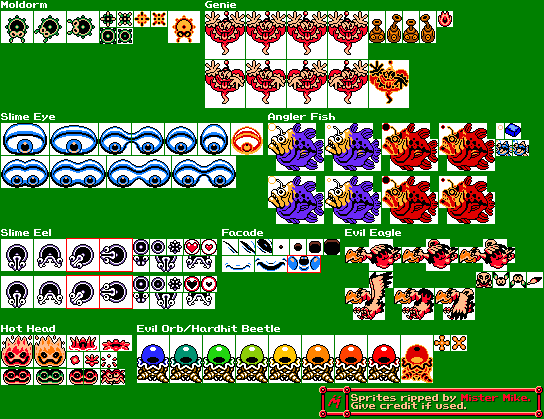 Moldorm
Genie
Slime Eye
Angler Fish
Slime Eel
Facade
Evil Eagle
Hot Head
Evil Orb/Hardhit Beetle
Sprites ripped by Mister Mike.
Give credit if used.